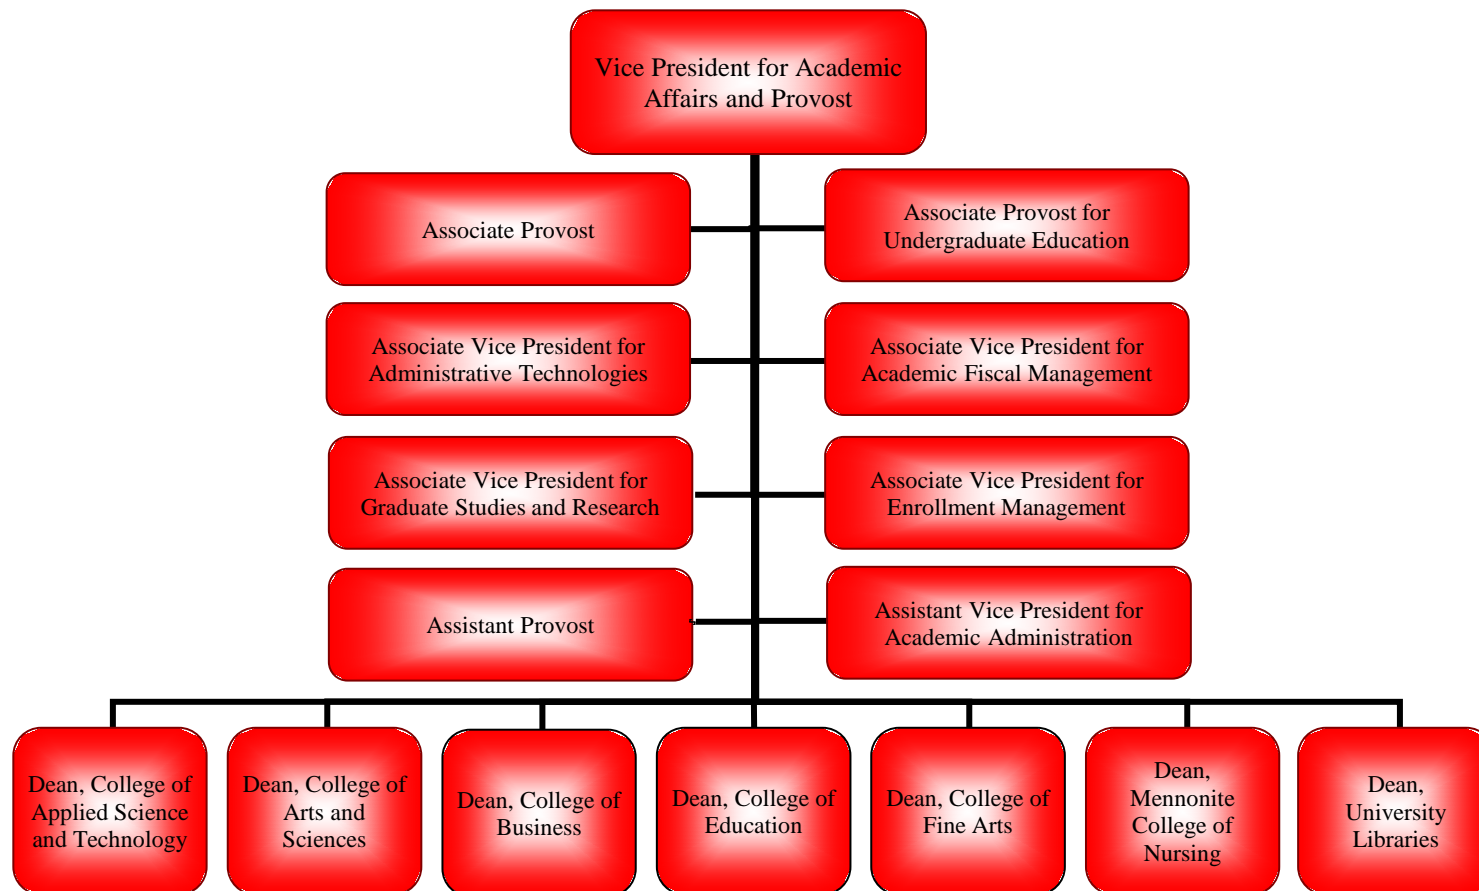 Vice President for Academic
Affairs and Provost
Associate Provost
Associate Provost for
Undergraduate Education
Associate Vice President for
Administrative Technologies
Associate Vice President for
Academic Fiscal Management
Associate Vice President for
Graduate Studies and Research
Associate Vice President for
Enrollment Management
Assistant Provost
Assistant Vice President for
Academic Administration
Dean, College of
Applied Science
and Technology
Dean, College of
Arts and
Sciences
Dean, College of
Business
Dean, College of
Education
Dean, College of
Fine Arts
Dean,
Mennonite
College of
Nursing
Dean,
University
Libraries